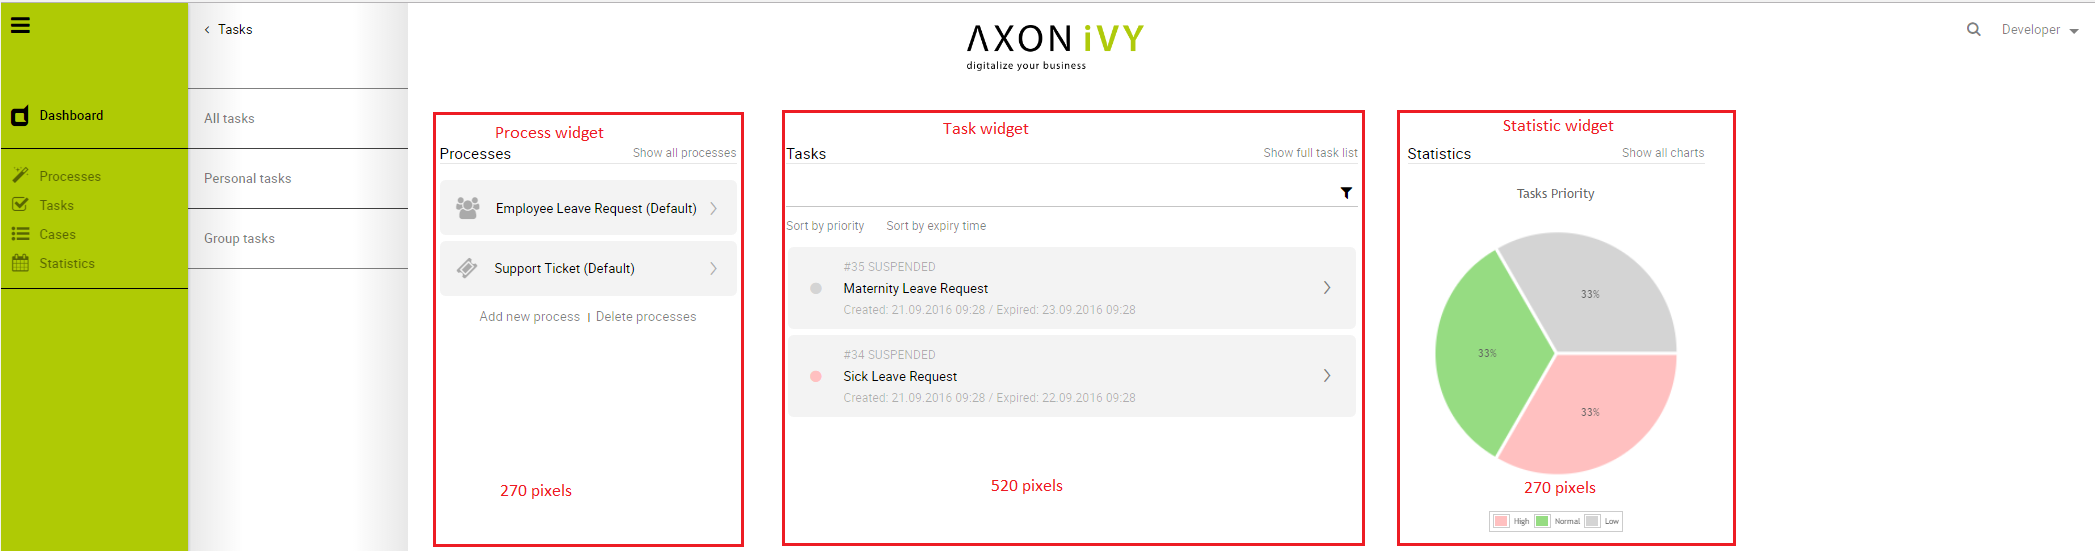 Tasks
AXON iVY
digitalize your business
Developer
Dashboard
Processes
Tasks
Cases
Statistics
All tasks
Personal tasks
Group tasks
Process widget
Processes
Show all processes
Employee Leave Request (Default)
Support Ticket (Default)
Add new process | Delete processes
270 pixels
Task widget
Tasks
Show full task list
Sort by priority
Sort by expiry time
#35 SUSPENDED
Maternity Leave Request
Created: 21.09.2016 09:28 / Expired: 23.09.2016 09:28
#34 SUSPENDED
Sick Leave Request
Created: 21.09.2016 09:28 / Expired: 22.09.2016 09:28
520 pixels
Statistic widget
Statistics
Show all charts
Tasks Priority
33%
33%
33%
270 pixels
High Normal Low